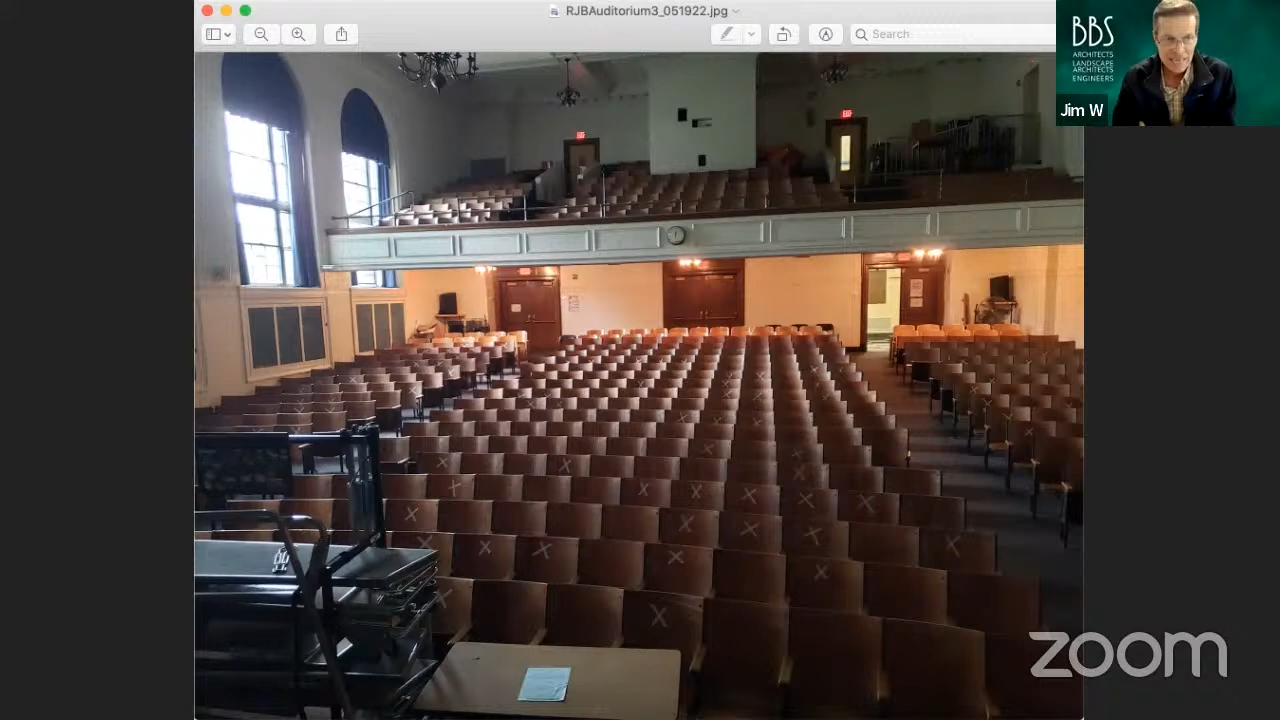 RJBAuditorium3_051922.jpg
Search
BBS
ARCHITECTS
LANDSCAPE
ARCHITECTS
ENGINEERS
Jim W
zoom